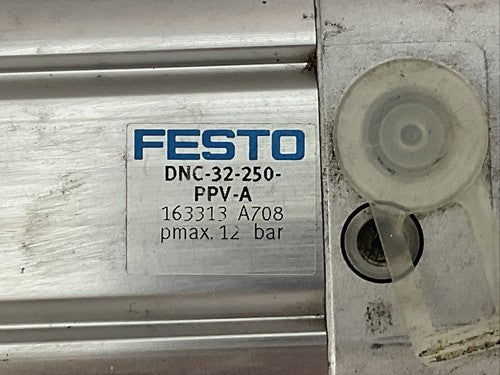 FESTO
DNC-32-250-
PPV-A
163313 A708
pmax. 12 bar